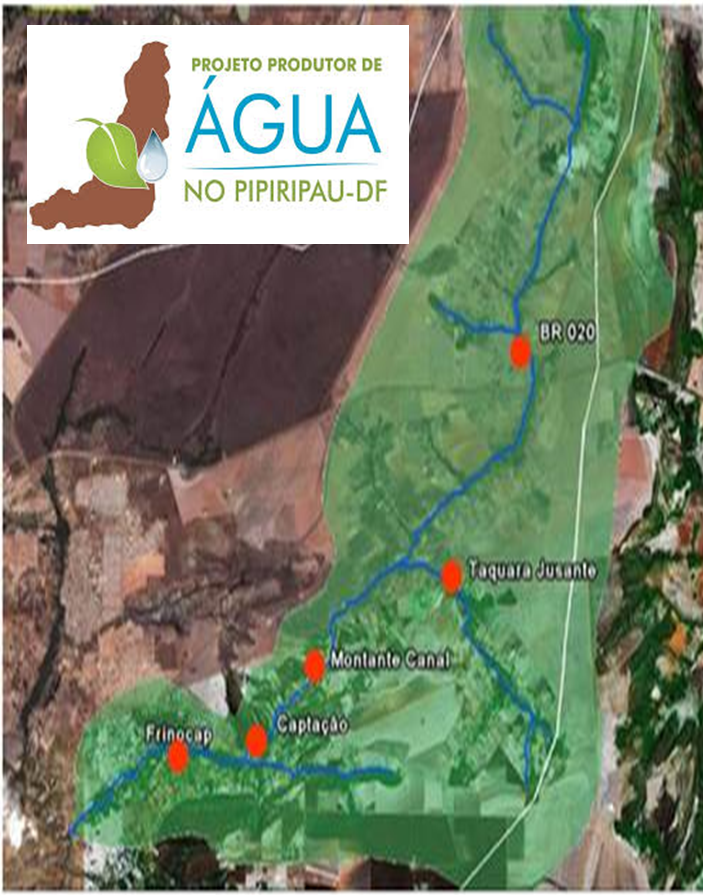 PROJETO PRODUTOR DE
ÁGUA
NO PIPIRIPAU-DF
BR 020
Taquara Jusante
Montante Canal
Captação
Frinocap